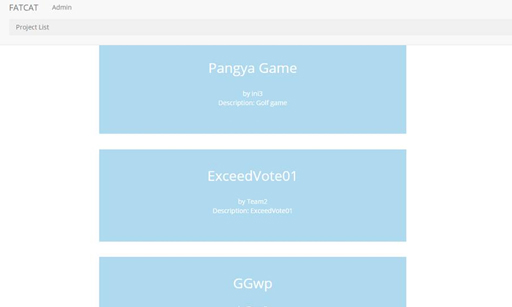 FATCAT Admin
Project List
Pangya Game
by Ini3
Description: Golf game
ExceedVote01
by Team2
Description: ExceedVote01
GGwp